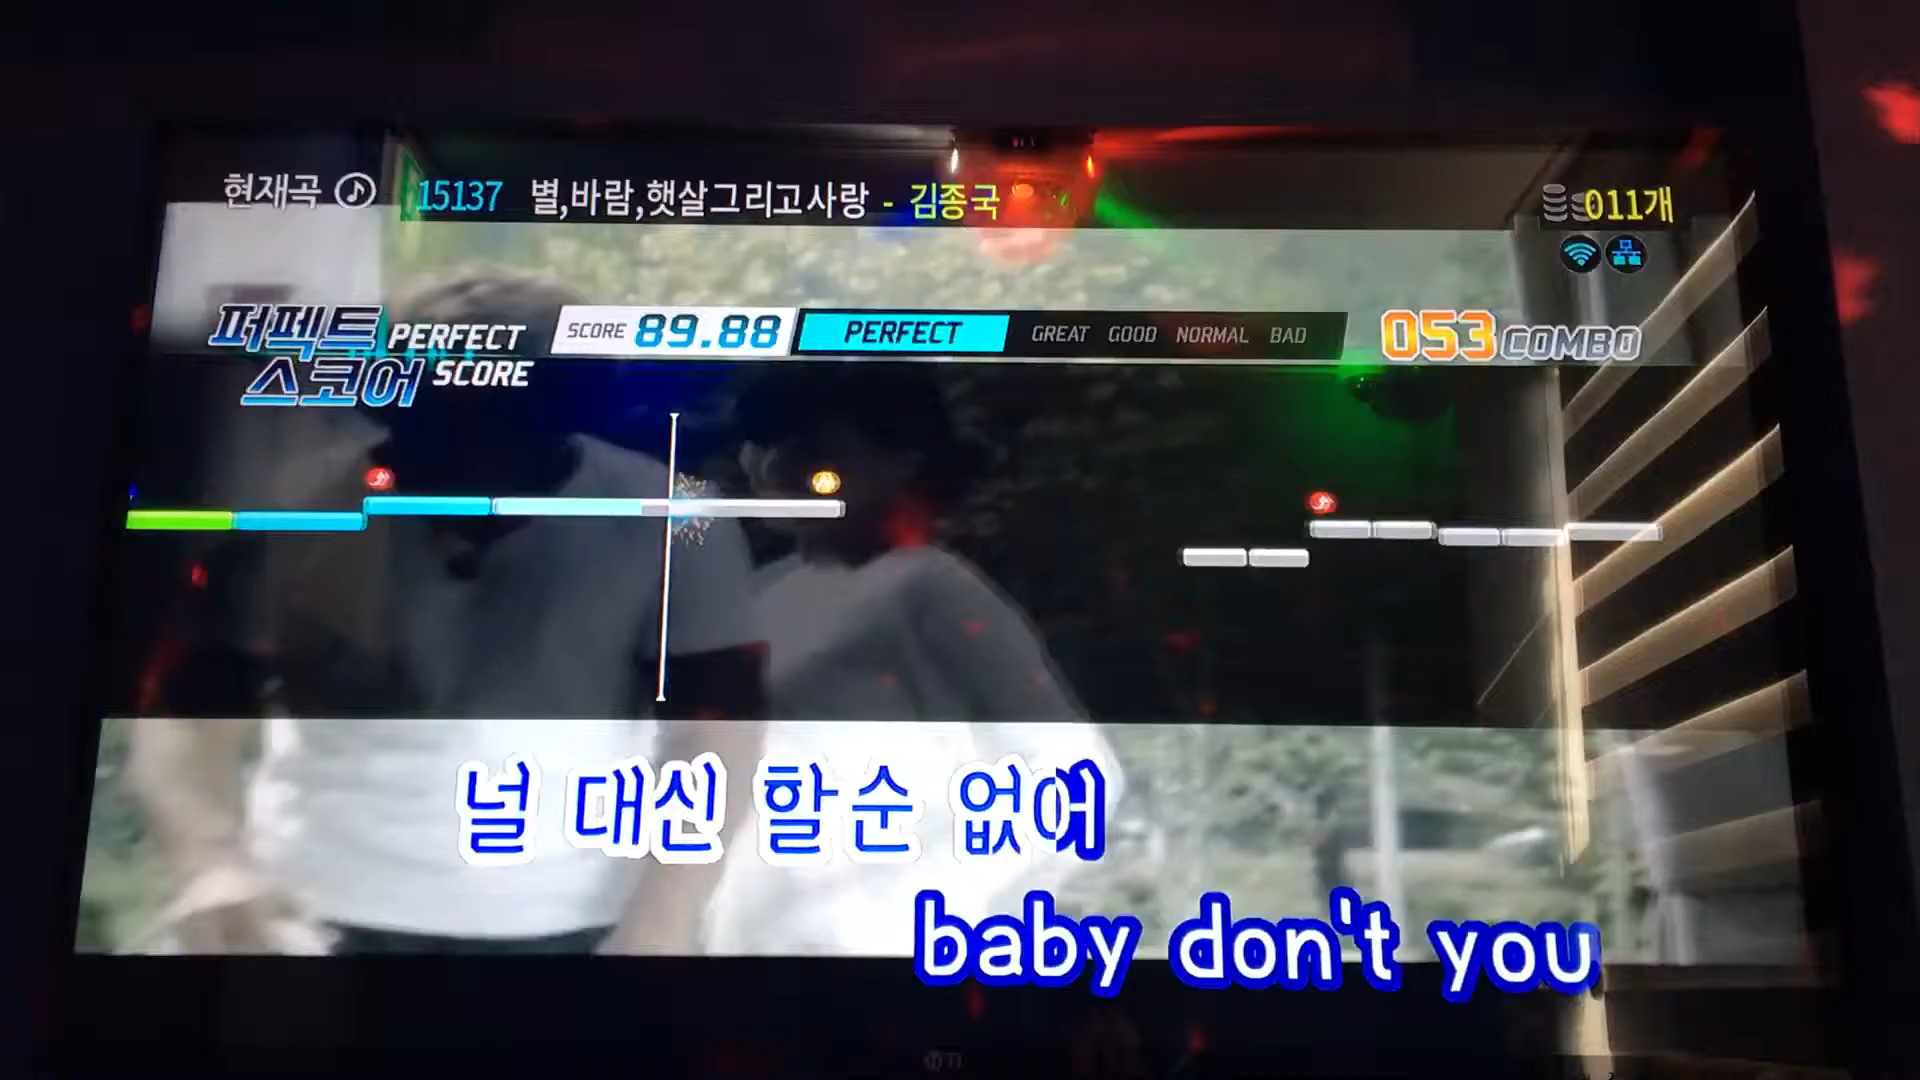 현재곡 15137 별,바람,햇살그리고사랑 - 김종국 011개
퍼펙트 스코어 PERFECT SCORE
SCORE 89.88 PERFECT GREAT GOOD NORMAL BAD 053 COMBO
널 대신 할순 없어
baby don't you